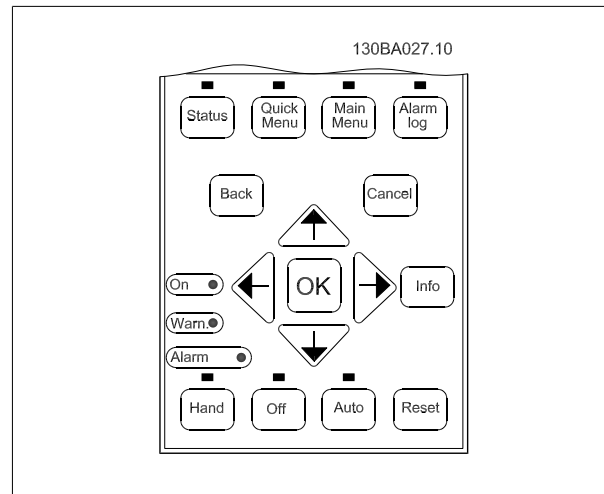 130BA027.10
Status
Quick
Menu
Main
Menu
Alarm
log
Back
Cancel
On
OK
Info
Warn.
Alarm
Hand
Off
Auto
Reset